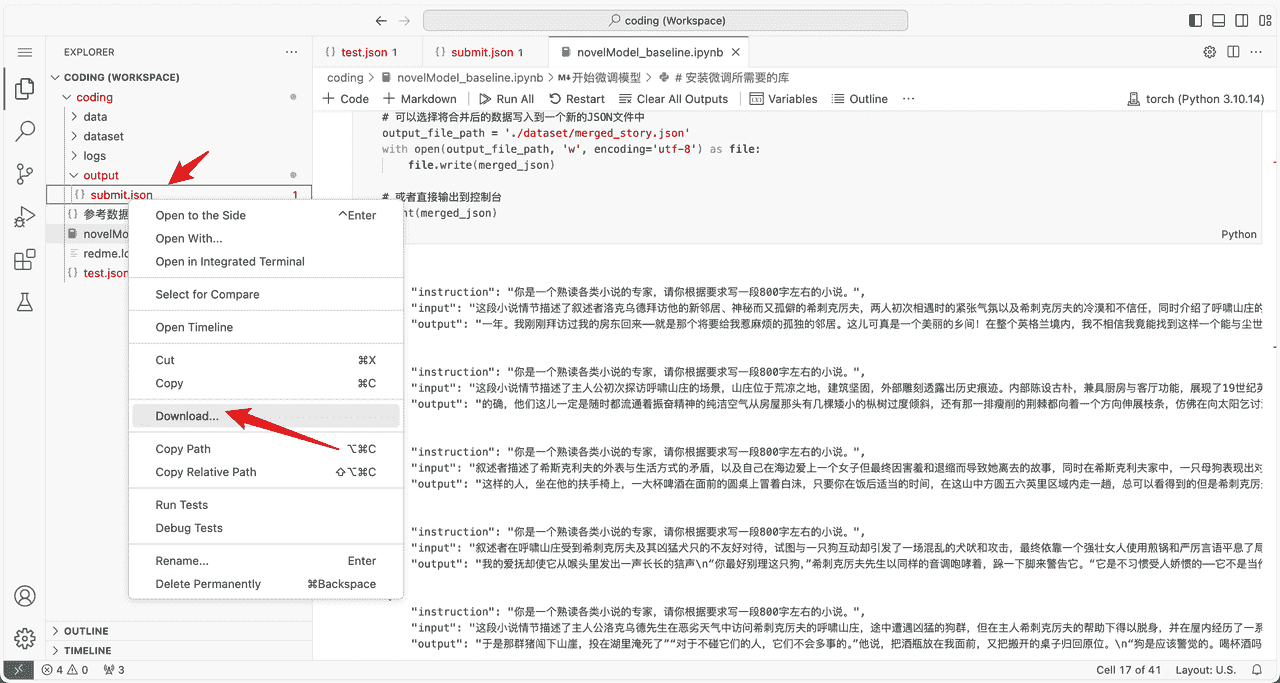 coding (Workspace)
EXPLORER
CODING (WORKSPACE)
coding
data
dataset
logs
output
submit.json 1
参考数据
novelMo
redme.lo
test.json
OUTLINE
TIMELINE
Open to the Side ^Enter
Open With...
Open in Integrated Terminal
Select for Compare
Open Timeline
Cut ⌘X
Copy ⌘C
Download...
Copy Path ⌥⌘C
Copy Relative Path ⇧⌥⌘C
Run Tests
Debug Tests
Rename... Enter
Delete Permanently ⌘Backspace
{} test.json 1 {} submit.json 1 novelModel_baseline.ipynb
coding > novelModel_baseline.ipynb > M↓开始微调模型 > # 安装微调所需要的库
Code Markdown Run All Restart Clear All Outputs Variables Outline ... torch (Python 3.10.14)
# 可以选择将合并后的数据写入到一个新的JSON文件中
output_file_path = './dataset/merged_story.json'
with open(output_file_path, 'w', encoding='utf-8') as file:
file.write(merged_json)
# 或者直接输出到控制台
nt(merged_json)
Python
"instruction": "你是一个熟读各类小说的专家，请你根据要求写一段800字左右的小说。",
"input": "这段小说情节描述了叙述者洛克乌德拜访他的新邻居、神秘而又孤僻的希刺克厉夫，两人初次相遇时的紧张气氛以及希刺克厉夫的冷漠和不信任，同时介绍了呼啸山庄的
"output": "一年。我刚刚拜访过我的房东回来——就是那个将要给我惹麻烦的孤独的邻居。这儿可真是一个美丽的乡间！在整个英格兰境内，我不相信我竟能找到这样一个能与尘世
"instruction": "你是一个熟读各类小说的专家，请你根据要求写一段800字左右的小说。",
"input": "这段小说情节描述了主人公初次探访呼啸山庄的场景，山庄位于荒凉之地，建筑坚固，外部雕刻透露出历史痕迹。内部陈设古朴，兼具厨房与客厅功能，展现了19世纪英
"output": "的确，他们这儿一定是随时都流通着振奋精神的纯洁空气从房屋那头有几棵矮小的枞树过度倾斜，还有那一排瘦削的荆棘都向着一个方向伸展枝条，仿佛在向太阳乞讨
"instruction": "你是一个熟读各类小说的专家，请你根据要求写一段800字左右的小说。",
"input": "叙述者描述了希斯克利夫的外表与生活方式的矛盾，以及自己在海边爱上一个女子但最终因害羞和退缩而导致她离去的故事，同时在希斯克利夫家中，一只母狗表现出对
"output": "这样的人，坐在他的扶手椅上，一大杯啤酒在面前的圆桌上冒着白沫，只要你在饭后适当的时间，在这山中方圆五六英里区域内走一趟，总可以看得到的但是希刺克厉
"instruction": "你是一个熟读各类小说的专家，请你根据要求写一段800字左右的小说。",
"input": "叙述者在呼啸山庄受到希刺克厉夫及其凶猛犬只的不友好对待，试图与一只狗互动却引发了一场混乱的犬吠和攻击，最终依靠一个强壮女人使用煎锅和严厉言语平息了局
"output": "我的爱抚却使它从喉头里发出一声长长的狺声\n“你最好别理这只狗，”希刺克厉夫先生以同样的音调咆哮着，跺一下脚来警告它。“它是不习惯受人娇惯的——它不是当作
"instruction": "你是一个熟读各类小说的专家，请你根据要求写一段800字左右的小说。",
"input": "这段小说情节描述了主人公洛克乌德先生在恶劣天气中访问希刺克厉夫的呼啸山庄，途中遭遇凶猛的狗群，但在主人希刺克厉夫的帮助下得以脱身，并在屋内经历了一系
"output": "于是那群猪闯下山崖，投在湖里淹死了”“对于不碰它们的人，它们不会多事的。”他说，把酒瓶放在我面前，又把搬开的桌子归回原位。\n“狗是应该警觉的。喝杯酒吗
4 0 3 Cell 17 of 41 Layout: U.S.